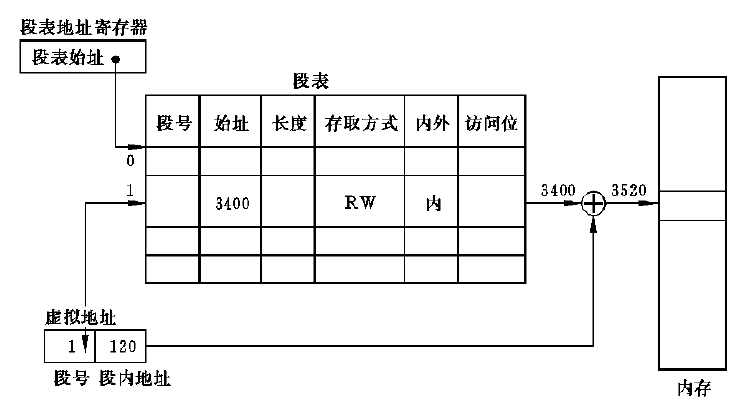 段表地址寄存器
段表始址
段表
段号 始址 长度 存取方式 内外 访问位
0
1
3400 RW 内
3400
3520
虚拟地址
1 120
段号 段内地址
内存